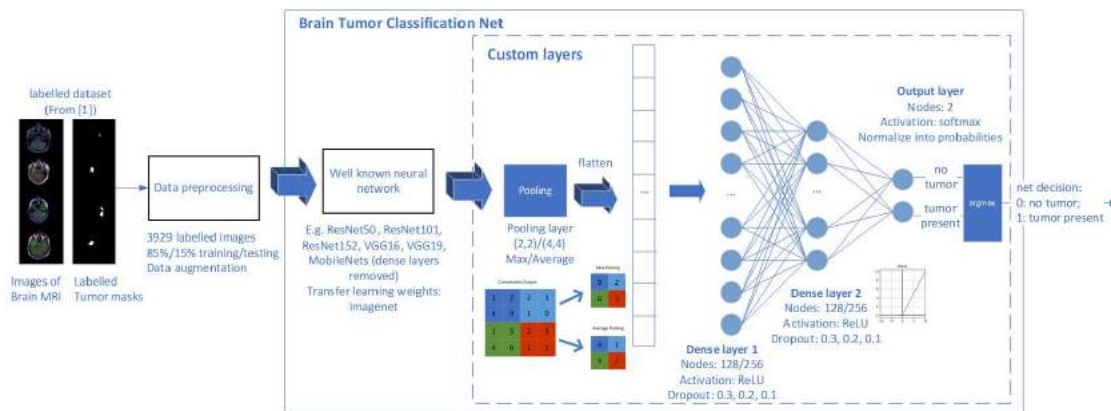 Brain Tumor Classification Net
Custom layers
labelled dataset
(From [1])
Images of
Brain MRI
Labelled
Tumor masks
Data preprocessing
3929 labelled images
85%/15% training/testing
Data augmentation
Well known neural
network
E.g. ResNet50, ResNet101,
ResNet152, VGG16, VGG19,
MobileNets (dense layers
removed)
Transfer learning weights:
imagenet
Pooling
Pooling layer
(2,2)/(4,4)
Max/Average
flatten
...
Max Pooling
Average Pooling
Dense layer 1
Nodes: 128/256
Activation: ReLU
Dropout: 0.3, 0.2, 0.1
...
Dense layer 2
Nodes: 128/256
Activation: ReLU
Dropout: 0.3, 0.2, 0.1
...
Output layer
Nodes: 2
Activation: softmax
Normalize into probabilities
no
tumor
tumor
present
argmax
net decision:
0: no tumor;
1: tumor present